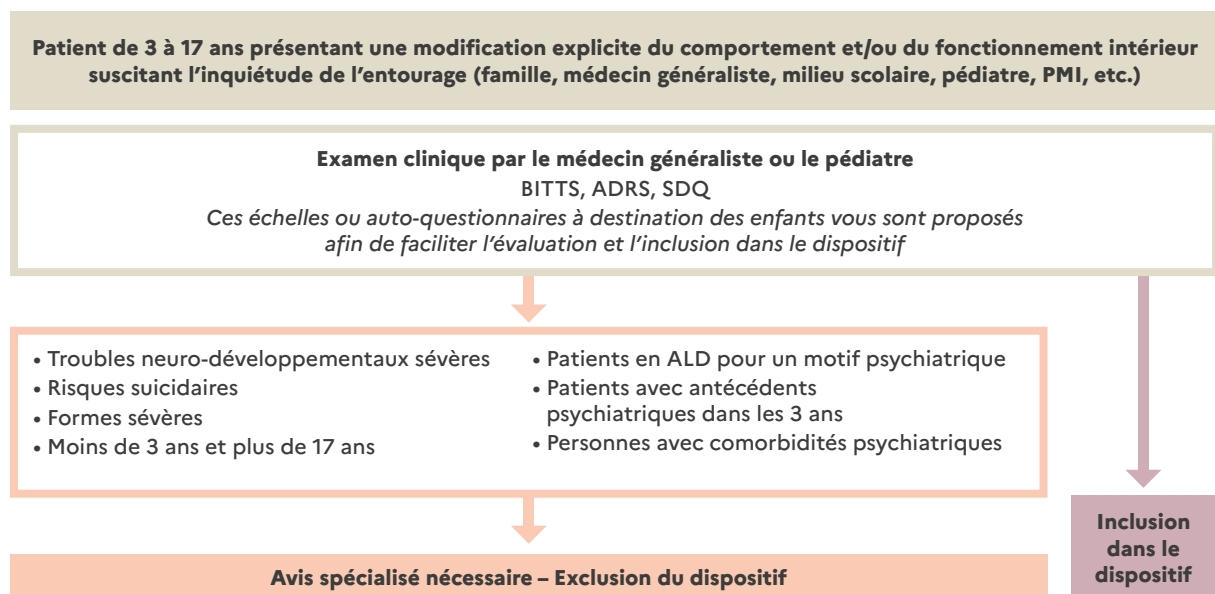 Patient de 3 à 17 ans présentant une modification explicite du comportement et/ou du fonctionnement intérieur
suscitant l’inquiétude de l’entourage (famille, médecin généraliste, milieu scolaire, pédiatre, PMI, etc.)
Examen clinique par le médecin généraliste ou le pédiatre
BITTS, ADRS, SDQ
Ces échelles ou auto-questionnaires à destination des enfants vous sont proposés
afin de faciliter l’évaluation et l’inclusion dans le dispositif
• Troubles neuro-développementaux sévères
• Risques suicidaires
• Formes sévères
• Moins de 3 ans et plus de 17 ans
• Patients en ALD pour un motif psychiatrique
• Patients avec antécédents
psychiatriques dans les 3 ans
• Personnes avec comorbidités psychiatriques
Avis spécialisé nécessaire – Exclusion du dispositif
Inclusion
dans le
dispositif